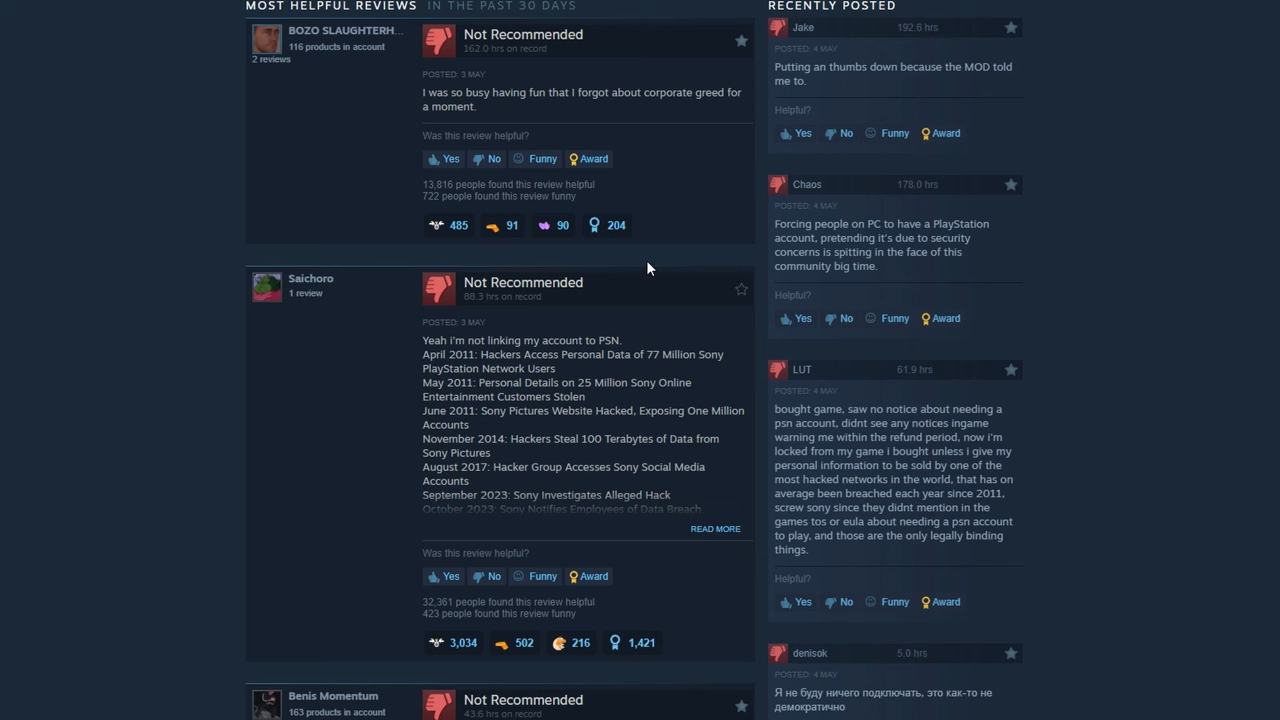 MOST HELPFUL REVIEWS IN THE PAST 30 DAYS
BOZO SLAUGHTERH...
116 products in account
2 reviews
Not Recommended
162.0 hrs on record
POSTED: 3 MAY
I was so busy having fun that I forgot about corporate greed for
a moment.
Was this review helpful?
Yes No Funny Award
13,816 people found this review helpful
722 people found this review funny
485 91 90 204
Saichoro
1 review
Not Recommended
88.3 hrs on record
POSTED: 3 MAY
Yeah i'm not linking my account to PSN.
April 2011: Hackers Access Personal Data of 77 Million Sony
PlayStation Network Users
May 2011: Personal Details on 25 Million Sony Online
Entertainment Customers Stolen
June 2011: Sony Pictures Website Hacked, Exposing One Million
Accounts
November 2014: Hackers Steal 100 Terabytes of Data from
Sony Pictures
August 2017: Hacker Group Accesses Sony Social Media
Accounts
September 2023: Sony Investigates Alleged Hack
October 2023: Sony Notifies Employees of Data Breach
READ MORE
Was this review helpful?
Yes No Funny Award
32,361 people found this review helpful
423 people found this review funny
3,034 502 216 1,421
Benis Momentum
163 products in account
Not Recommended
43.6 hrs on record
RECENTLY POSTED
Jake 192.6 hrs
POSTED: 4 MAY
Putting an thumbs down because the MOD told
me to.
Helpful?
Yes No Funny Award
Chaos 178.0 hrs
POSTED: 4 MAY
Forcing people on PC to have a PlayStation
account, pretending it's due to security
concerns is spitting in the face of this
community big time.
Helpful?
Yes No Funny Award
LUT 61.9 hrs
POSTED: 4 MAY
bought game, saw no notice about needing a
psn account, didnt see any notices ingame
warning me within the refund period, now i'm
locked from my game i bought unless i give my
personal information to be sold by one of the
most hacked networks in the world, that has on
average been breached each year since 2011,
screw sony since they didnt mention in the
games tos or eula about needing a psn account
to play, and those are the only legally binding
things.
Helpful?
Yes No Funny Award
denisok 5.0 hrs
POSTED: 4 MAY
Я не буду ничего подключать, это как-то не
демократично